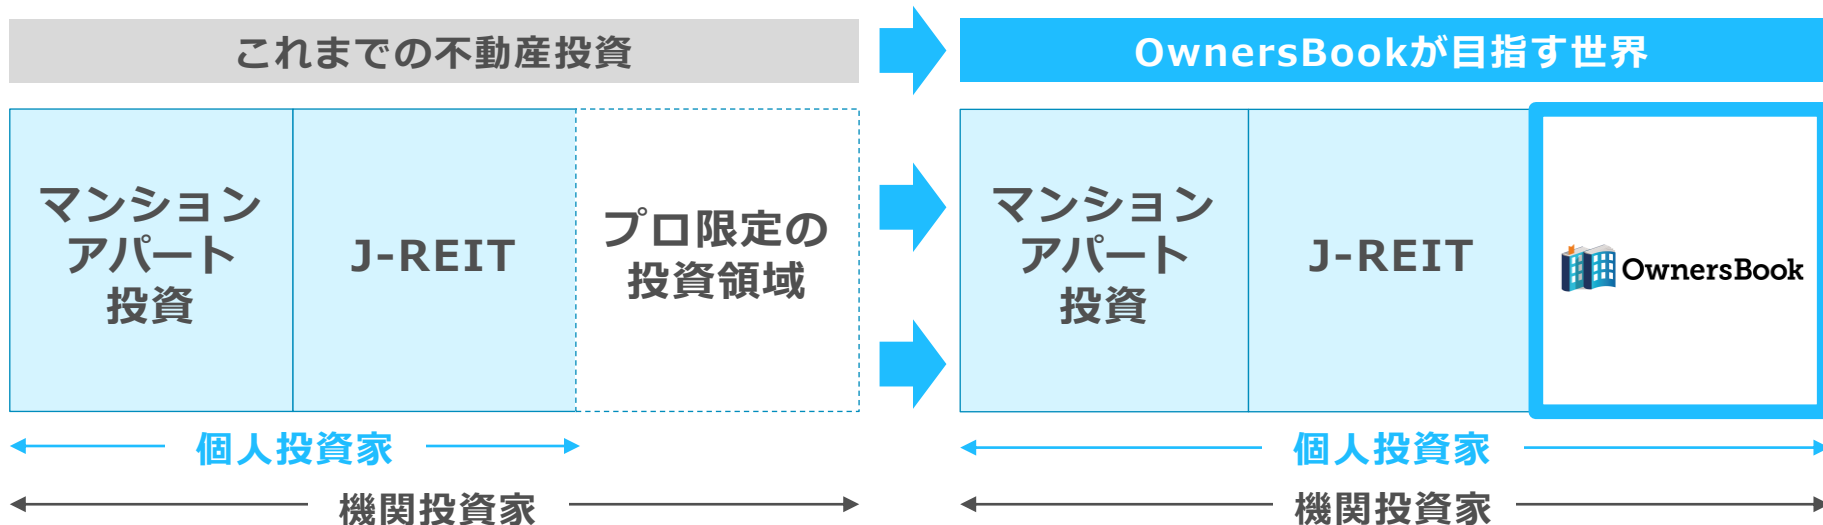 これまでの不動産投資
マンション
アパート
投資
J-REIT
プロ限定の
投資領域
個人投資家
機関投資家
OwnersBookが目指す世界
マンション
アパート
投資
J-REIT
OwnersBook
個人投資家
機関投資家